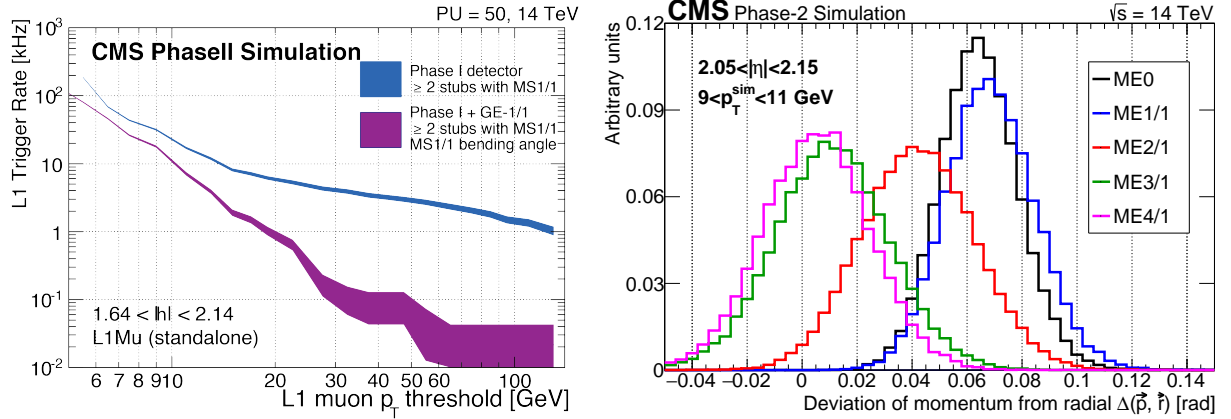 PU = 50, 14 TeV
CMS PhaseII Simulation
Phase I detector
≥ 2 stubs with MS1/1
Phase I + GE-1/1
≥ 2 stubs with MS1/1
MS1/1 bending angle
1.64 < |η| < 2.14
L1Mu (standalone)
L1 Trigger Rate [kHz]
10³
10²
10
1
10⁻¹
10⁻²
6 7 8 910 20 30 40 50 60 100
L1 muon p_T threshold [GeV]
CMS Phase-2 Simulation √s = 14 TeV
2.05<|η|<2.15
9<p_T^sim<11 GeV
ME0
ME1/1
ME2/1
ME3/1
ME4/1
Arbitrary units
0.12
0.09
0.06
0.03
0
−0.04 −0.02 0 0.02 0.04 0.06 0.08 0.1 0.12 0.14
Deviation of momentum from radial Δ(p⃗, r⃗) [rad]